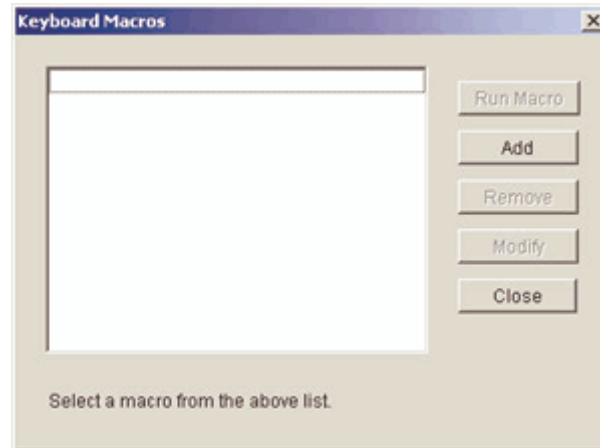 Keyboard Macros
Run Macro
Add
Remove
Modify
Close
Select a macro from the above list.